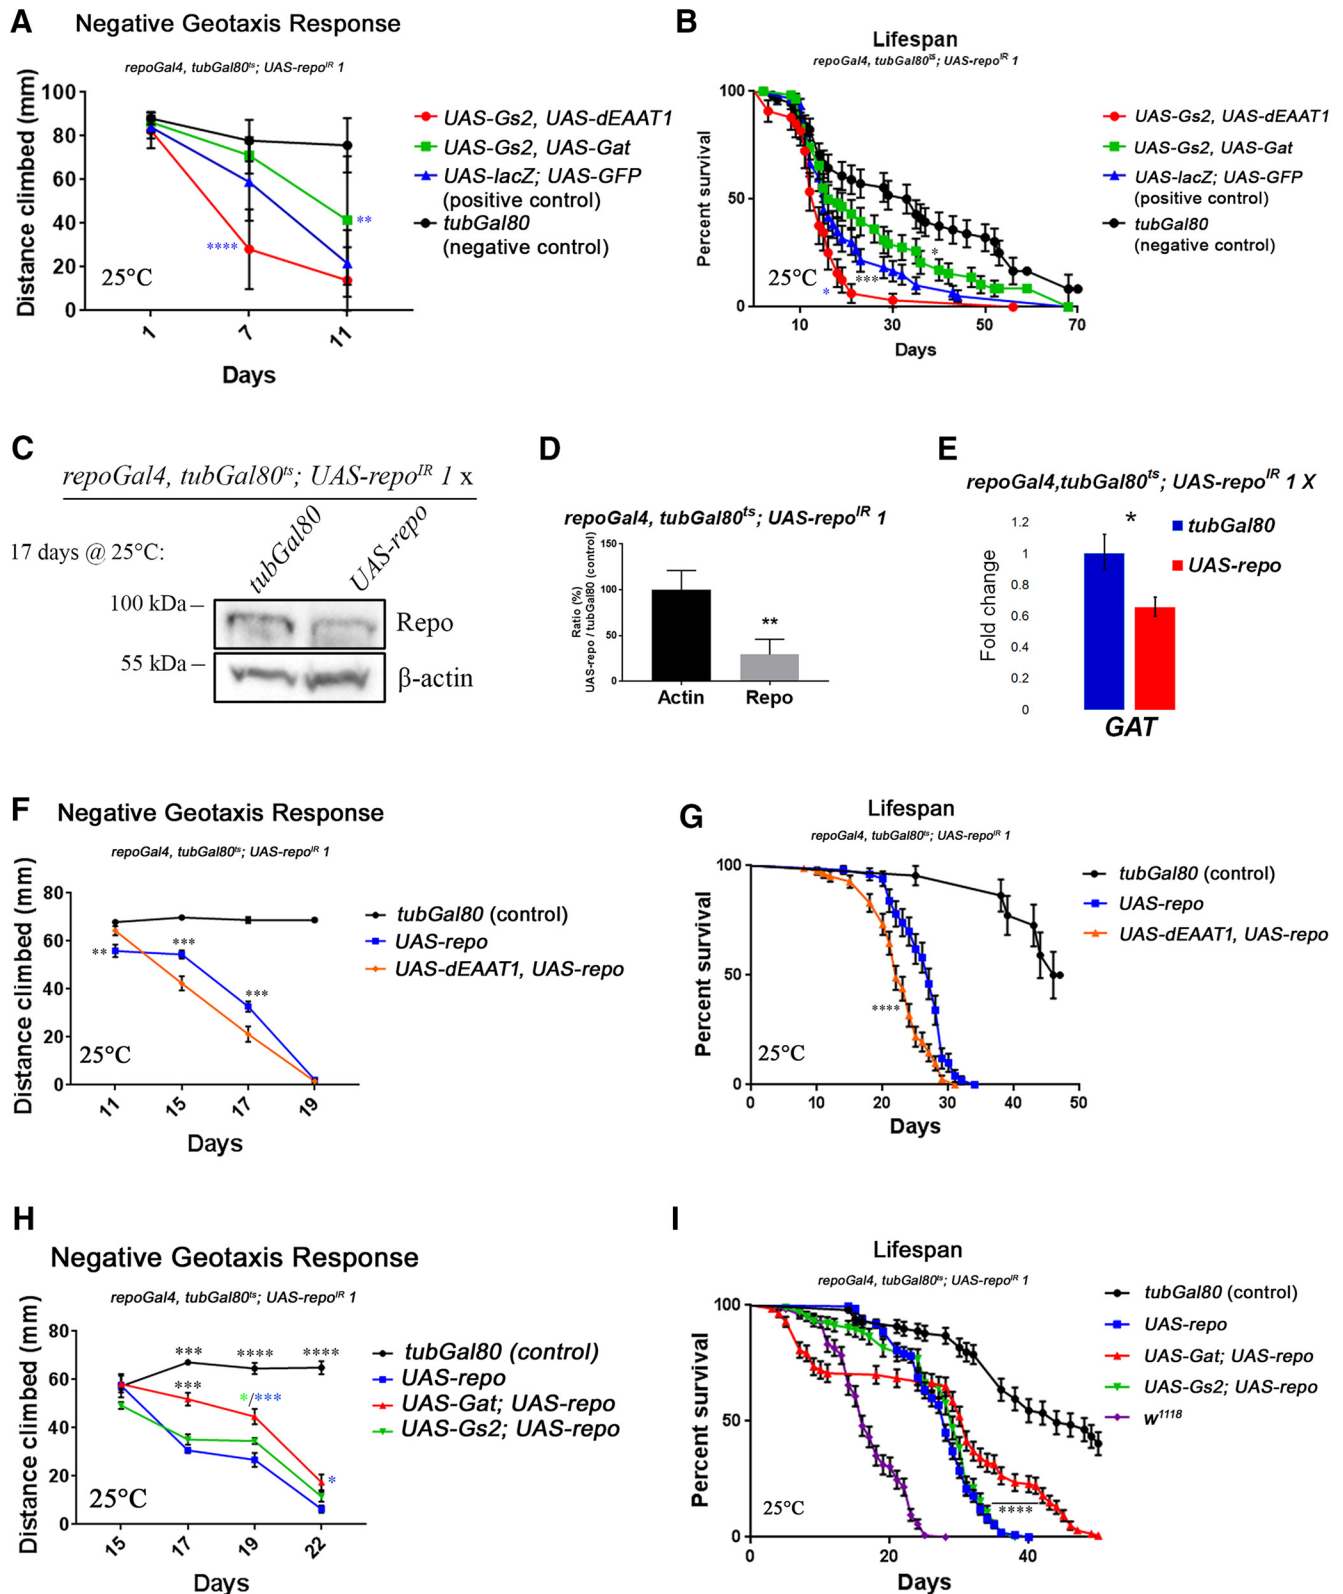 A
Negative Geotaxis Response
repoGal4, tubGal80ts; UAS-repoIR 1
Distance climbed (mm)
100
80
60
40
20
0
1
7
11
Days
25°C
****
**
UAS-Gs2, UAS-dEAAT1
UAS-Gs2, UAS-Gat
UAS-lacZ; UAS-GFP
(positive control)
tubGal80
(negative control)
B
Lifespan
repoGal4, tubGal80ts; UAS-repoIR 1
Percent survival
100
50
0
10
30
50
70
Days
25°C
*
***
*
UAS-Gs2, UAS-dEAAT1
UAS-Gs2, UAS-Gat
UAS-lacZ; UAS-GFP
(positive control)
tubGal80
(negative control)
C
repoGal4, tubGal80ts; UAS-repoIR 1 x
17 days @ 25°C:
tubGal80
UAS-repo
100 kDa
Repo
55 kDa
β-actin
D
repoGal4, tubGal80ts; UAS-repoIR 1
Ratio (%)
UAS-repo / tubGal80 (control)
150
100
50
0
**
Actin
Repo
E
repoGal4,tubGal80ts; UAS-repoIR 1 X
Fold change
1.2
1
0.8
0.6
0.4
0.2
0
*
GAT
tubGal80
UAS-repo
F
Negative Geotaxis Response
repoGal4, tubGal80ts; UAS-repoIR 1
Distance climbed (mm)
80
60
40
20
0
11
15
17
19
Days
25°C
**
***
***
tubGal80 (control)
UAS-repo
UAS-dEAAT1, UAS-repo
G
Lifespan
repoGal4, tubGal80ts; UAS-repoIR 1
Percent survival
100
50
0
0
10
20
30
40
50
Days
25°C
****
tubGal80 (control)
UAS-repo
UAS-dEAAT1, UAS-repo
H
Negative Geotaxis Response
repoGal4, tubGal80ts; UAS-repoIR 1
Distance climbed (mm)
80
60
40
20
0
15
17
19
22
Days
25°C
***
****
****
***
*/***
*
tubGal80 (control)
UAS-repo
UAS-Gat; UAS-repo
UAS-Gs2; UAS-repo
I
Lifespan
repoGal4, tubGal80ts; UAS-repoIR 1
Percent survival
100
50
0
0
20
40
Days
25°C
****
tubGal80 (control)
UAS-repo
UAS-Gat; UAS-repo
UAS-Gs2; UAS-repo
w1118